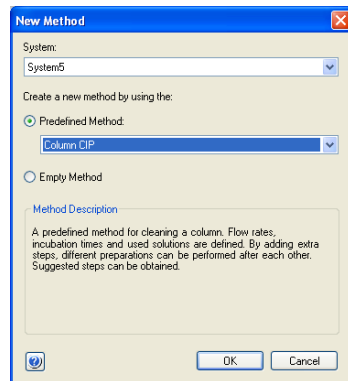 New Method
System:
System5
Create a new method by using the:
Predefined Method:
Column CIP
Empty Method
Method Description
A predefined method for cleaning a column. Flow rates,
incubation times and used solutions are defined. By adding extra
steps, different preparations can be performed after each other.
Suggested steps can be obtained.
?
OK
Cancel